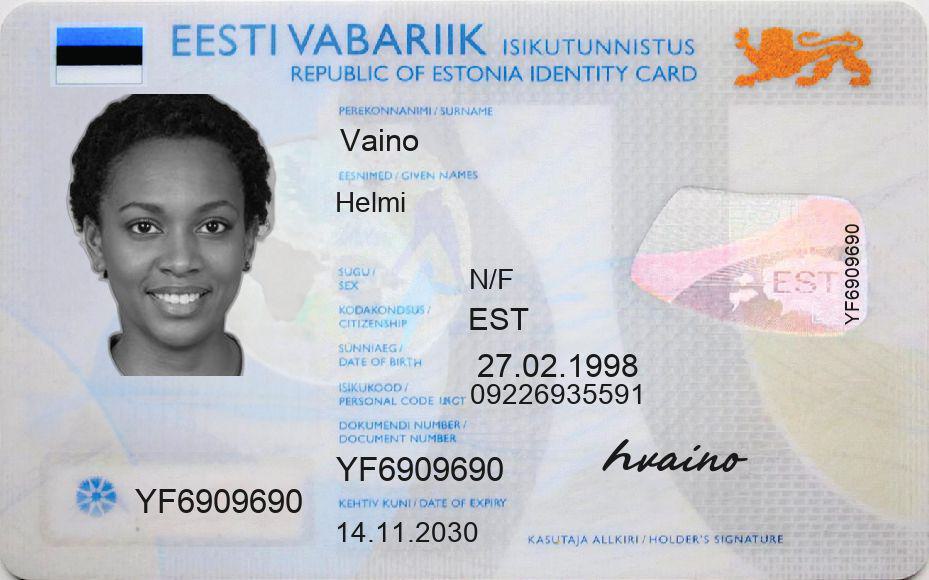 EESTI VABARIIK ISIKUTUNNISTUS
REPUBLIC OF ESTONIA IDENTITY CARD
PEREKONNANIMI / SURNAME
Vaino
EESNIMED / GIVEN NAMES
Helmi
SUGU /
SEX
N/F
KODAKONDSUS /
CITIZENSHIP
EST
SÜNNIAEG /
DATE OF BIRTH
27.02.1998
ISIKUKOOD /
PERSONAL CODE
09226935591
DOKUMENDI NUMBER /
DOCUMENT NUMBER
YF6909690
KEHTIV KUNI / DATE OF EXPIRY
14.11.2030
YF6909690
EST
YF6909690
hvaino
KASUTAJA ALLKIRI / HOLDER'S SIGNATURE